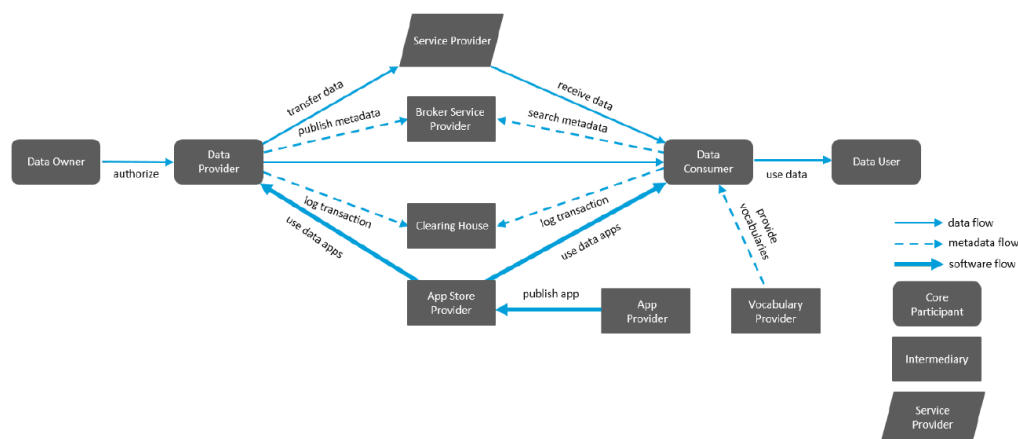 Service Provider
transfer data
receive data
publish metadata
Broker Service
Provider
search metadata
Data Owner
authorize
Data
Provider
Data
Consumer
use data
Data User
log transaction
Clearing House
log transaction
use data apps
use data apps
provide
vocabularies
App Store
Provider
publish app
App
Provider
Vocabulary
Provider
data flow
metadata flow
software flow
Core
Participant
Intermediary
Service
Provider